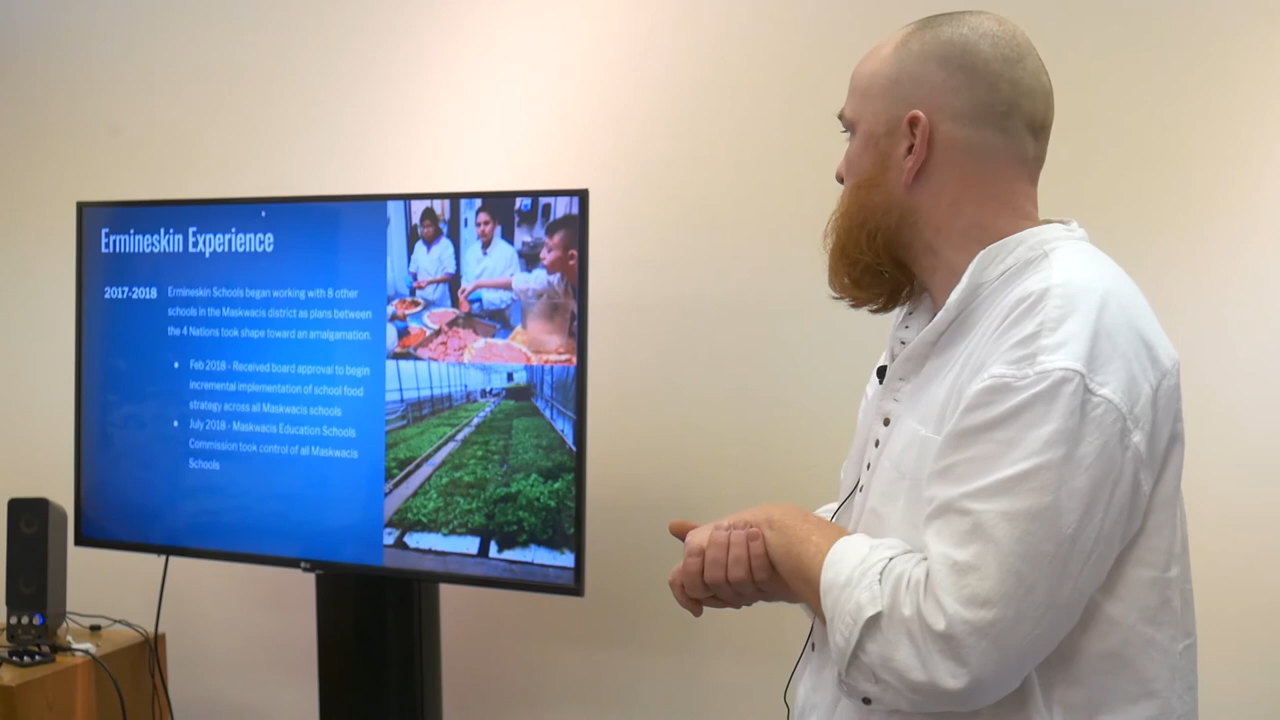 Ermineskin Experience
2017-2018
Ermineskin Schools began working with 8 other
schools in the Maskwacis district as plans between
the 4 Nations took shape toward an amalgamation.
• Feb 2018 - Received board approval to begin
incremental implementation of school food
strategy across all Maskwacis schools
• July 2018 - Maskwacis Education Schools
Commission took control of all Maskwacis
Schools
LG